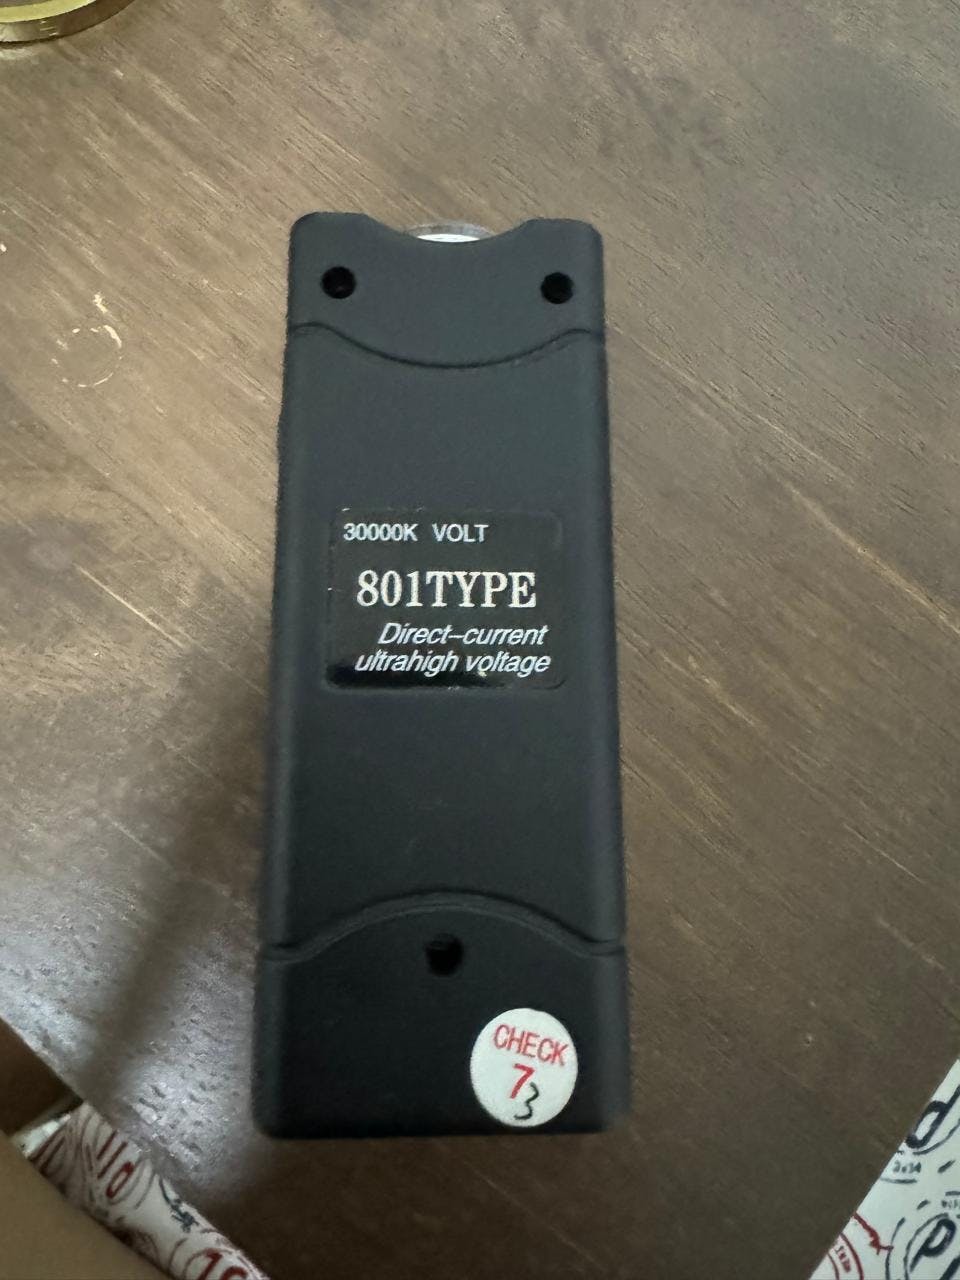 30000K VOLT
801TYPE
Direct-current
ultrahigh voltage
CHECK
7
3